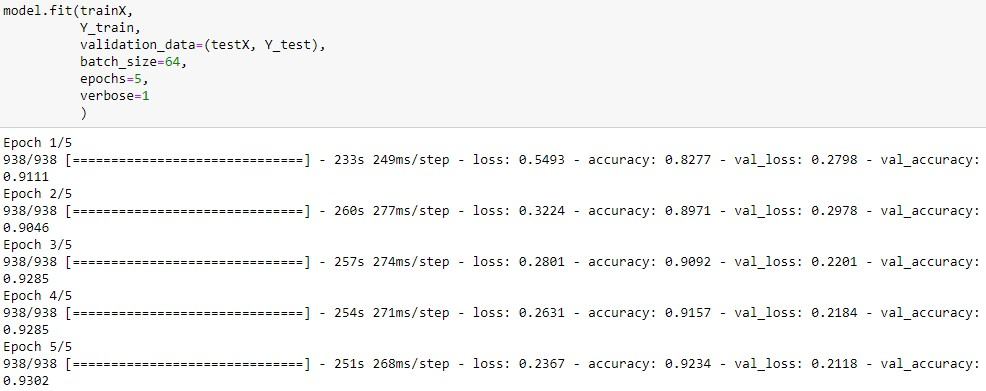 model.fit(trainX,
Y_train,
validation_data=(testX, Y_test),
batch_size=64,
epochs=5,
verbose=1
)
Epoch 1/5
938/938 [==============================] - 233s 249ms/step - loss: 0.5493 - accuracy: 0.8277 - val_loss: 0.2798 - val_accuracy:
0.9111
Epoch 2/5
938/938 [==============================] - 260s 277ms/step - loss: 0.3224 - accuracy: 0.8971 - val_loss: 0.2978 - val_accuracy:
0.9046
Epoch 3/5
938/938 [==============================] - 257s 274ms/step - loss: 0.2801 - accuracy: 0.9092 - val_loss: 0.2201 - val_accuracy:
0.9285
Epoch 4/5
938/938 [==============================] - 254s 271ms/step - loss: 0.2631 - accuracy: 0.9157 - val_loss: 0.2184 - val_accuracy:
0.9285
Epoch 5/5
938/938 [==============================] - 251s 268ms/step - loss: 0.2367 - accuracy: 0.9234 - val_loss: 0.2118 - val_accuracy:
0.9302